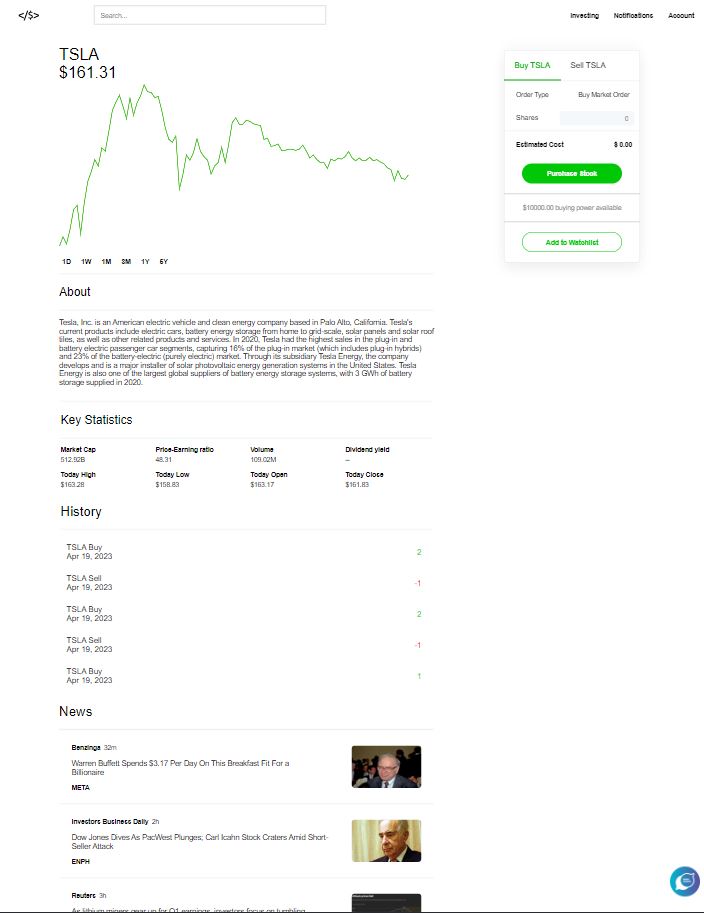 </$>
Search...
Investing
Notifications
Account
TSLA
$161.31
1D 1W 1M 3M 1Y 5Y
Buy TSLA
Sell TSLA
Order Type
Buy Market Order
Shares
0
Estimated Cost
$ 0.00
Purchase Stock
$10000.00 buying power available
Add to Watchlist
About
Tesla, Inc. is an American electric vehicle and clean energy company based in Palo Alto, California. Tesla's
current products include electric cars, battery energy storage from home to grid-scale, solar panels and solar roof
tiles, as well as other related products and services. In 2020, Tesla had the highest sales in the plug-in and
battery electric passenger car segments, capturing 16% of the plug-in market (which includes plug-in hybrids)
and 23% of the battery-electric (purely electric) market. Through its subsidiary Tesla Energy, the company
develops and is a major installer of solar photovoltaic energy generation systems in the United States. Tesla
Energy is also one of the largest global suppliers of battery energy storage systems, with 3 GWh of battery
storage supplied in 2020.
Key Statistics
Market Cap
512.92B
Price-Earning ratio
48.31
Volume
109.02M
Dividend yield
--
Today High
$163.28
Today Low
$158.83
Today Open
$163.17
Today Close
$161.83
History
TSLA Buy
Apr 19, 2023
2
TSLA Sell
Apr 19, 2023
-1
TSLA Buy
Apr 19, 2023
2
TSLA Sell
Apr 19, 2023
-1
TSLA Buy
Apr 19, 2023
1
News
Benzinga 32m
Warren Buffett Spends $3.17 Per Day On This Breakfast Fit For a
Billionaire
META
Investors Business Daily 2h
Dow Jones Dives As PacWest Plunges; Carl Icahn Stock Craters Amid Short-
Seller Attack
ENPH
Reuters 3h
As lithium miners gear up for Q1 earnings, investors focus on tumbling